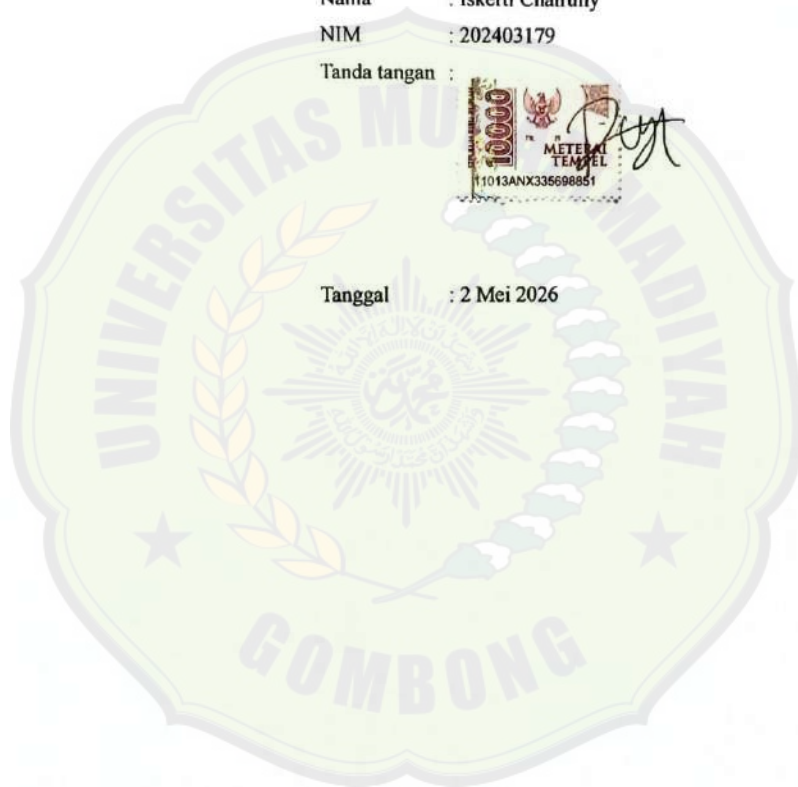 NIM : 202403179
Tanda tangan :
10000
METERAI
TEMPEL
11013ANX335698851
Tanggal : 2 Mei 2026
UNIVERSITAS MUHAMMADIYAH
GOMBONG